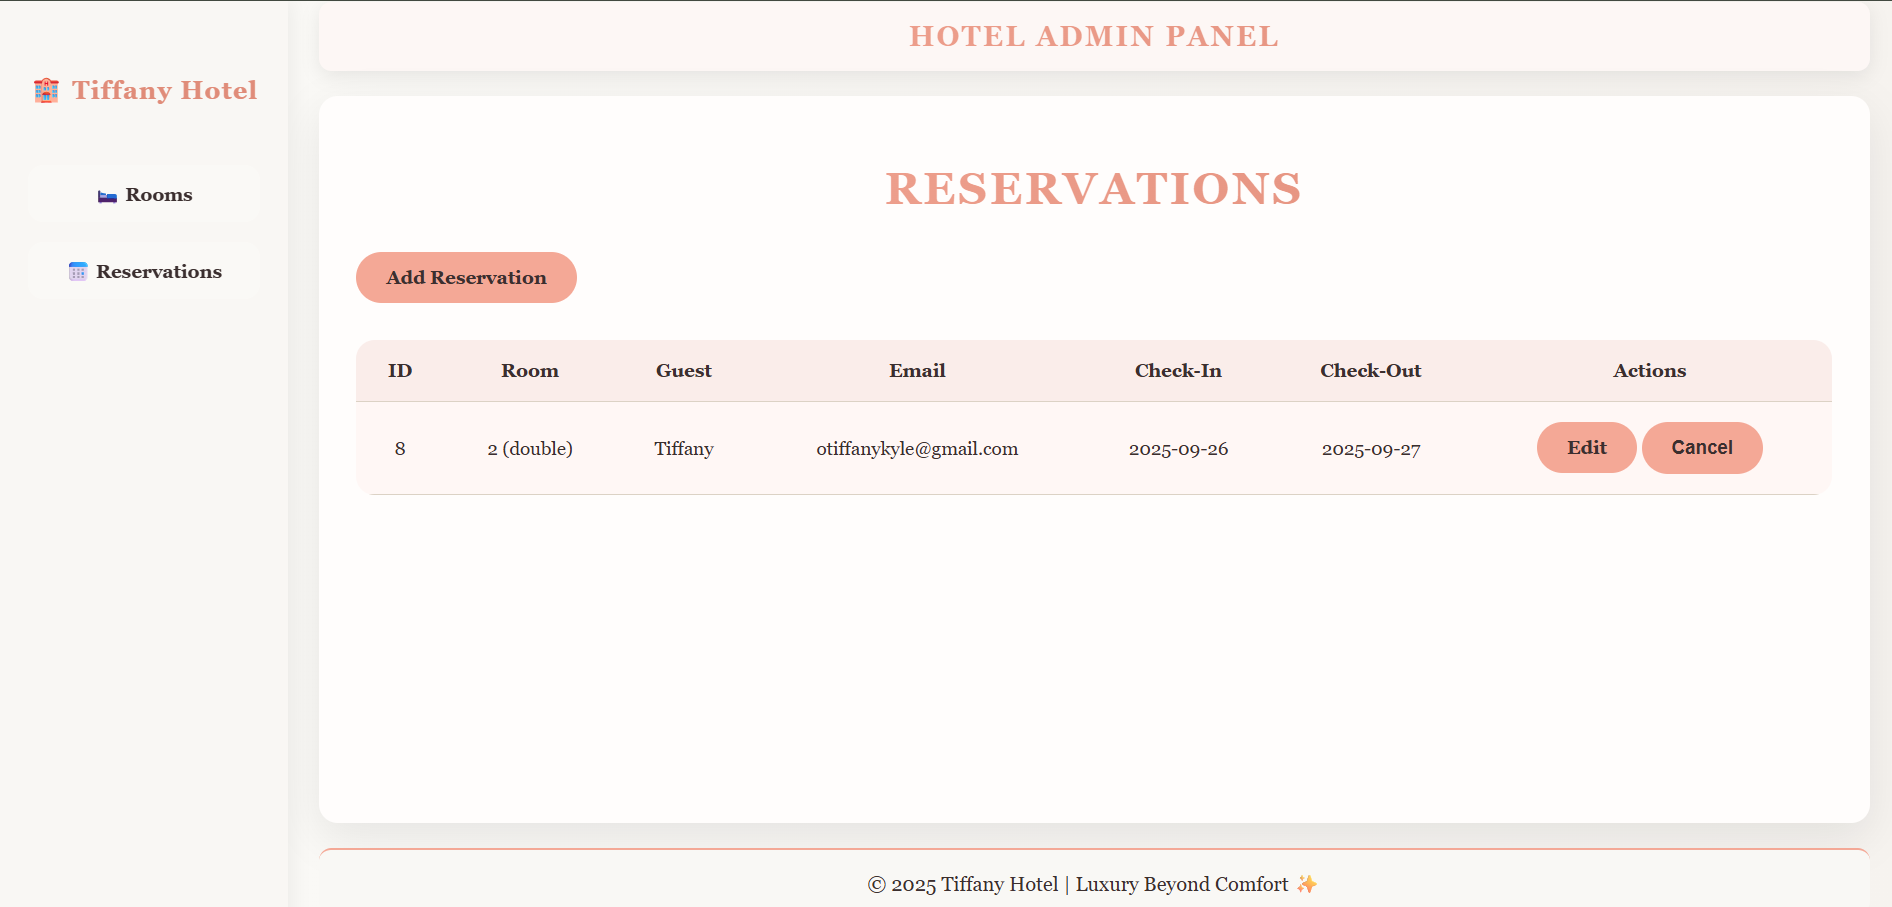 HOTEL ADMIN PANEL
🏨 Tiffany Hotel
🛏️ Rooms
🗓️ Reservations
RESERVATIONS
Add Reservation
ID Room Guest Email Check-In Check-Out Actions
8 2 (double) Tiffany otiffanykyle@gmail.com 2025-09-26 2025-09-27 Edit Cancel
© 2025 Tiffany Hotel | Luxury Beyond Comfort ✨